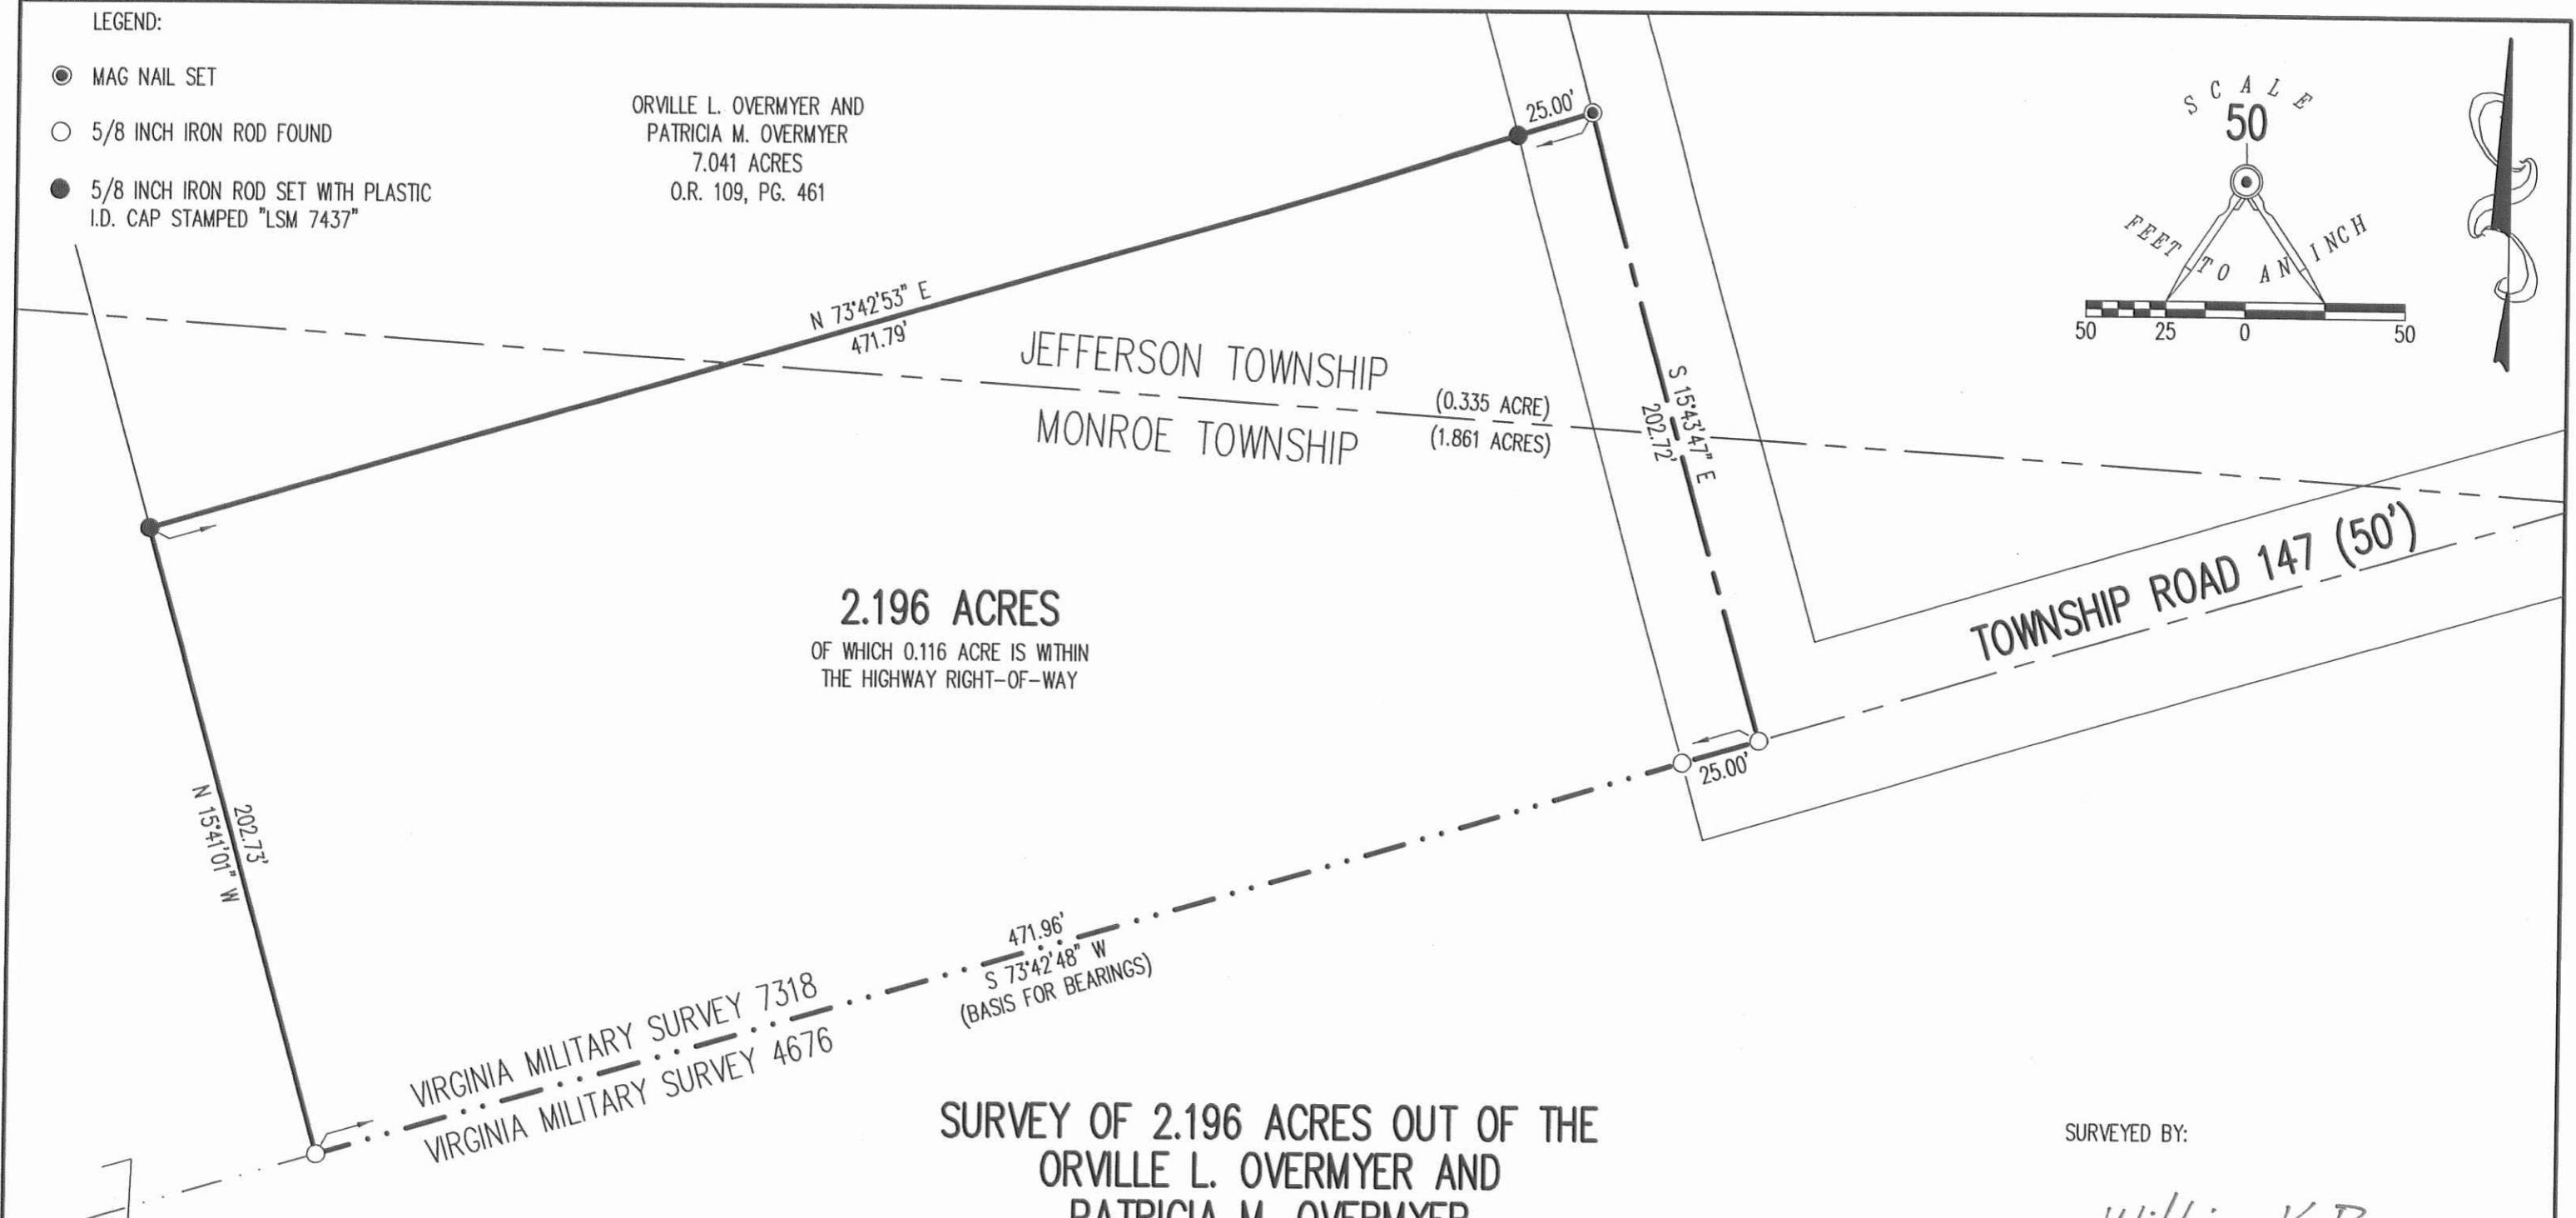 LEGEND:
MAG NAIL SET
5/8 INCH IRON ROD FOUND
5/8 INCH IRON ROD SET WITH PLASTIC
I.D. CAP STAMPED "LSM 7437"
ORVILLE L. OVERMYER AND
PATRICIA M. OVERMYER
7.041 ACRES
O.R. 109, PG. 461
25.00'
SCALE
50
FEET TO AN INCH
50 25 0 50
N 73°42'53" E
471.79'
JEFFERSON TOWNSHIP
(0.335 ACRE)
MONROE TOWNSHIP
(1.861 ACRES)
S 15°43'47" E
202.72'
TOWNSHIP ROAD 147 (50')
2.196 ACRES
OF WHICH 0.116 ACRE IS WITHIN
THE HIGHWAY RIGHT-OF-WAY
25.00'
202.73'
N 15°41'01" W
471.96'
S 73°42'48" W
(BASIS FOR BEARINGS)
VIRGINIA MILITARY SURVEY 7318
VIRGINIA MILITARY SURVEY 4676
SURVEY OF 2.196 ACRES OUT OF THE
ORVILLE L. OVERMYER AND
PATRICIA M. OVERMYER
SURVEYED BY: